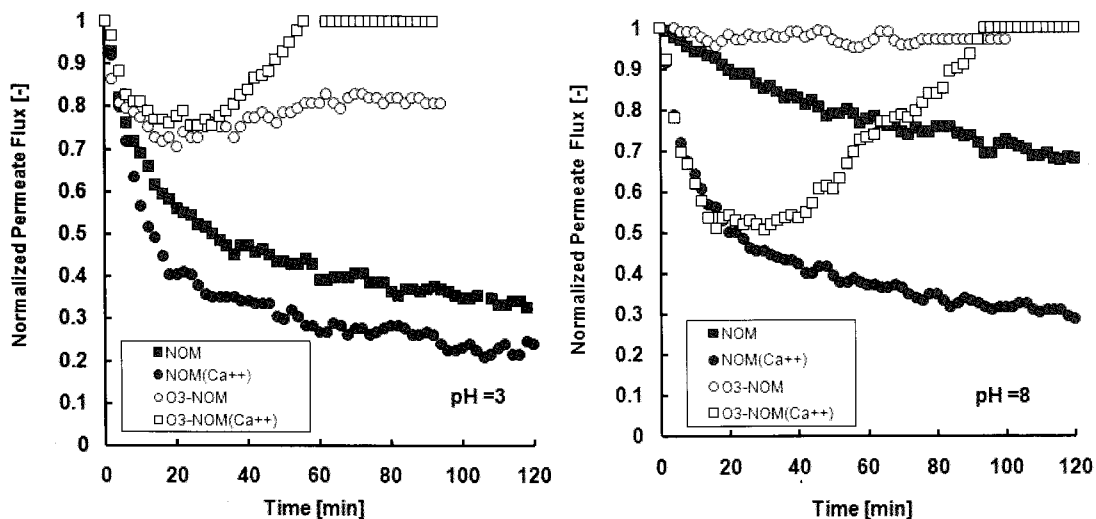 1
0.9
0.8
0.7
0.6
0.5
0.4
0.3
0.2
0.1
0
Normalized Permeate Flux [-]
NOM
NOM(Ca++)
O3-NOM
O3-NOM(Ca++)
pH =3
0 20 40 60 80 100 120
Time [min]
1
0.9
0.8
0.7
0.6
0.5
0.4
0.3
0.2
0.1
0
Normalized Permeate Flux [-]
NOM
NOM(Ca++)
O3-NOM
O3-NOM(Ca++)
pH =8
0 20 40 60 80 100 120
Time [min]